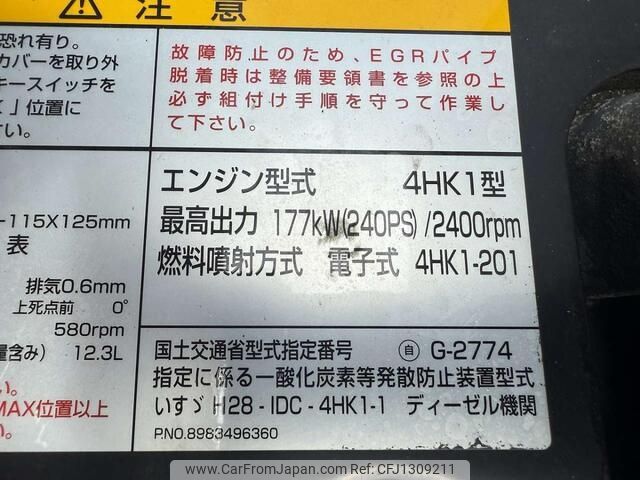 ⚠ 注意
恐れ有り。
カバーを取り外
キースイッチを
」位置に
さい。
故障防止のため、EGRパイプ
脱着時は整備要領書を参照の上
必ず組付け手順を守って作業し
て下さい。
エンジン型式 4HK1型
最高出力 177kW(240PS)/2400rpm
燃料噴射方式 電子式 4HK1-201
-115X125mm
表
排気0.6mm
上死点前 0°
580rpm
量含み) 12.3L
い。
MAX位置以上
い。
国土交通省型式指定番号 自 G-2774
指定に係る一酸化炭素等発散防止装置型式
いすゞ H28-IDC-4HK1-1 ディーゼル機関
P.NO.8983496360
www.CarFromJapan.com Exported by CAR FROM JAPAN - CFJ1309211